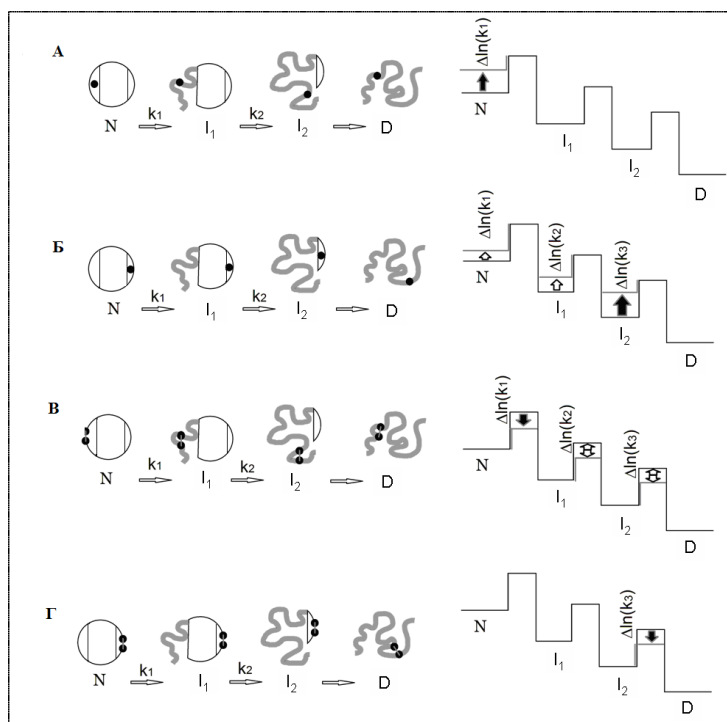 А
N k1 I1 k2 I2 D
Δln(k1)
N I1 I2 D
Б
N k1 I1 k2 I2 D
Δln(k1) Δln(k2) Δln(k3)
N I1 I2 D
В
N k1 I1 k2 I2 D
Δln(k1) Δln(k2) Δln(k3)
N I1 I2 D
Г
N k1 I1 k2 I2 D
Δln(k3)
N I1 I2 D